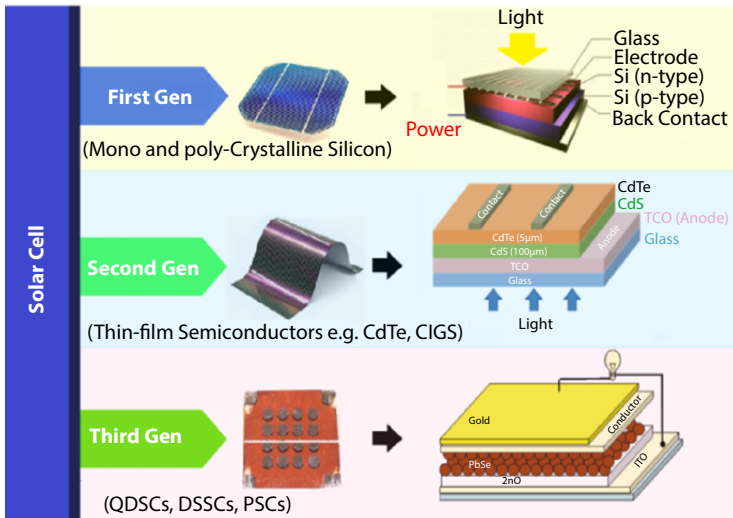 Solar Cell
First Gen
(Mono and poly-Crystalline Silicon)
Light
Power
Glass
Electrode
Si (n-type)
Si (p-type)
Back Contact
Second Gen
(Thin-film Semiconductors e.g. CdTe, CIGS)
Contact
Contact
CdTe (5μm)
CdS (100μm)
TCO
Glass
Anode
CdTe
CdS
TCO (Anode)
Glass
Light
Third Gen
(QDSCs, DSSCs, PSCs)
Gold
Conductor
PbSe
2nO
ITO